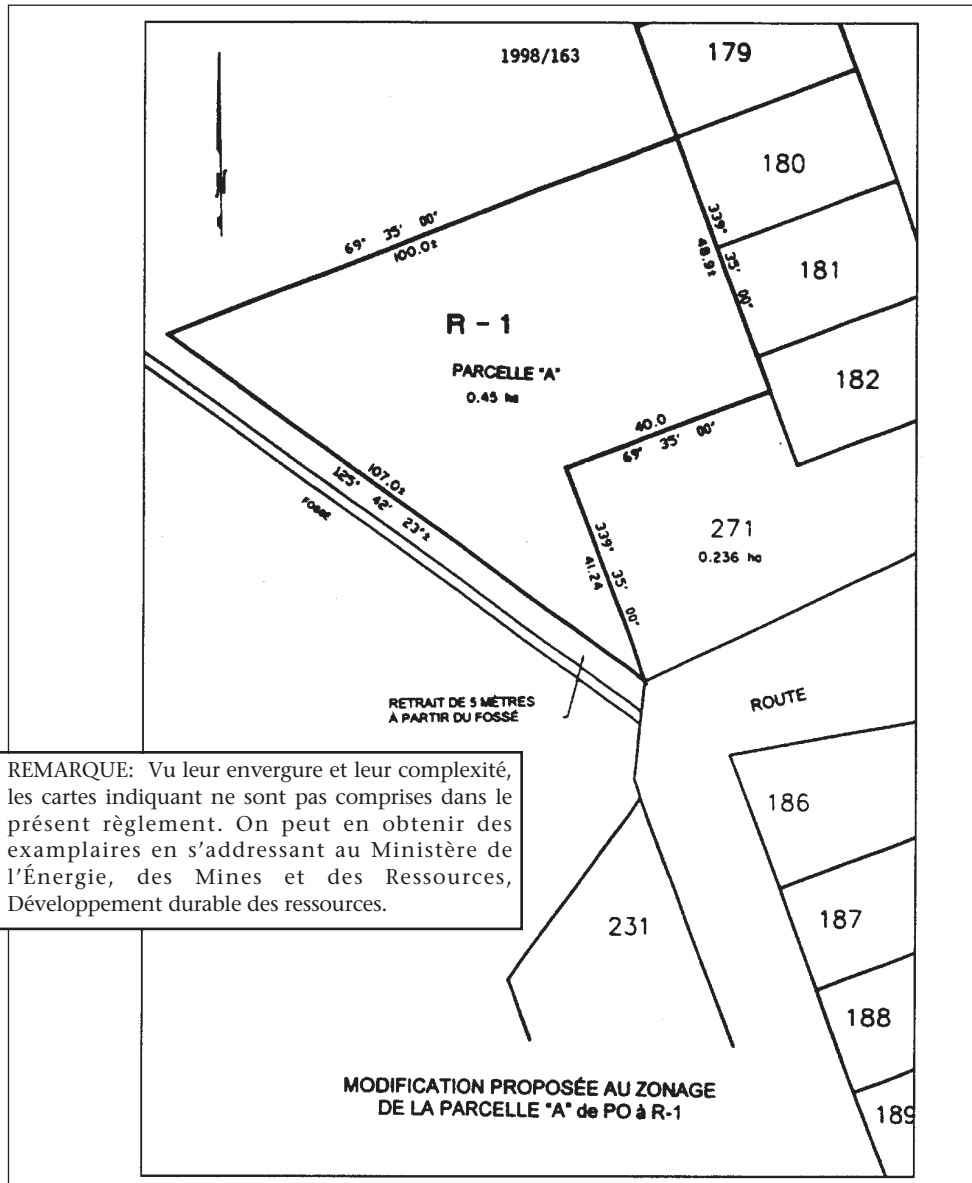 1998/163
179
180
69° 35' 00"
100.0±
339° 35' 00"
48.9±
181
R - 1
PARCELLE "A"
0.45 ha
182
40.0
69° 35' 00"
107.0±
125° 42' 23"±
FOSSÉ
339° 35' 00"
41.24
271
0.236 ha
RETRAIT DE 5 MÈTRES
À PARTIR DU FOSSÉ
ROUTE
REMARQUE: Vu leur envergure et leur complexité,
les cartes indiquant ne sont pas comprises dans le
présent règlement. On peut en obtenir des
examplaires en s'addressant au Ministère de
l'Énergie, des Mines et des Ressources,
Développement durable des ressources.
186
187
231
188
189
MODIFICATION PROPOSÉE AU ZONAGE
DE LA PARCELLE "A" de PO à R-1